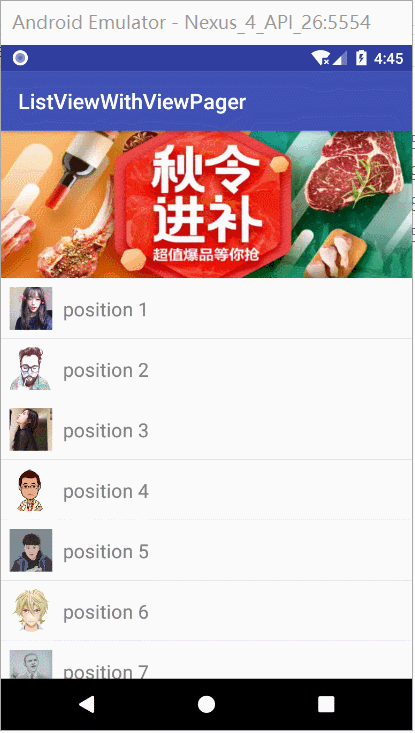 Android Emulator - Nexus_4_API_26:5554
4:45
ListViewWithViewPager
秋令
进补
超值爆品等你抢
position 1
position 2
position 3
position 4
position 5
position 6
position 7